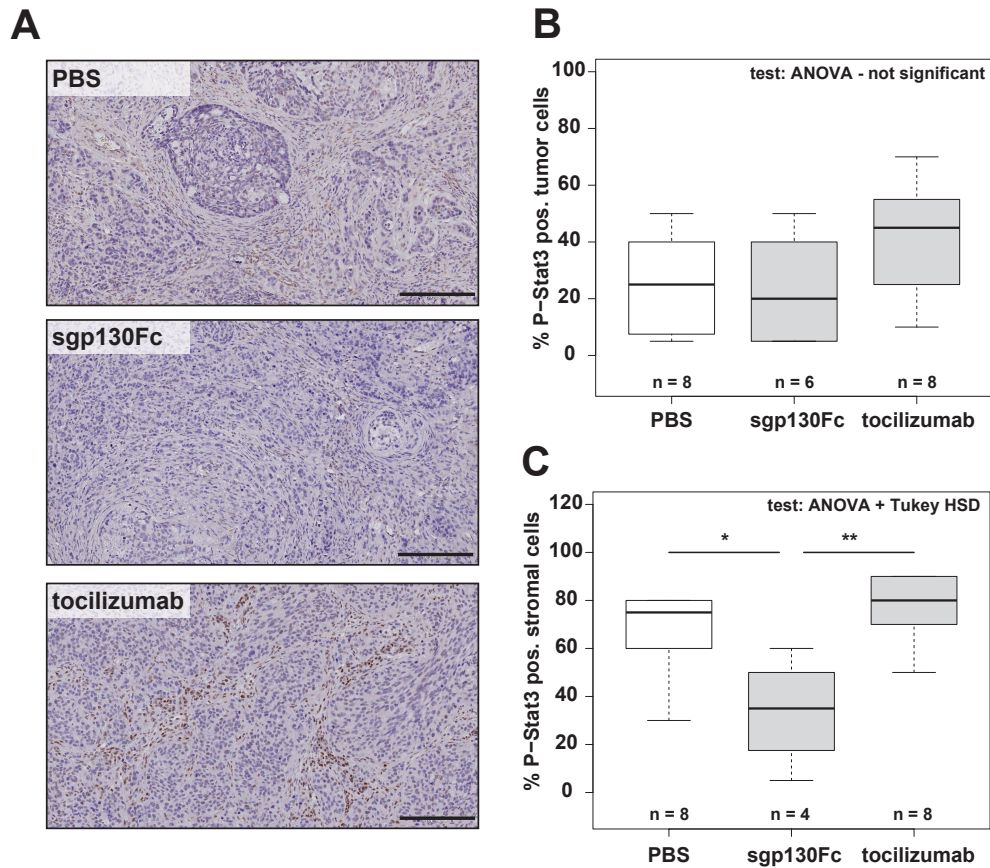 A
PBS
sgp130Fc
tocilizumab
B
test: ANOVA - not significant
% P−Stat3 pos. tumor cells
100
80
60
40
20
0
n = 8
n = 6
n = 8
PBS
sgp130Fc
tocilizumab
C
test: ANOVA + Tukey HSD
% P−Stat3 pos. stromal cells
120
100
80
60
40
20
0
*
**
n = 8
n = 4
n = 8
PBS
sgp130Fc
tocilizumab